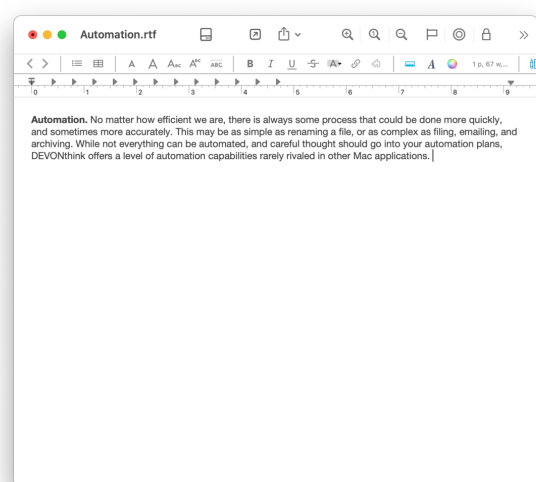 Automation.rtf
A A Aᴀʙᴄ Aᴬᴮᶜ ABC B I U S A A 1 p, 67 w,...
0 1 2 3 4 5 6 7 8 9
Automation. No matter how efficient we are, there is always some process that could be done more quickly,
and sometimes more accurately. This may be as simple as renaming a file, or as complex as filing, emailing, and
archiving. While not everything can be automated, and careful thought should go into your automation plans,
DEVONthink offers a level of automation capabilities rarely rivaled in other Mac applications.